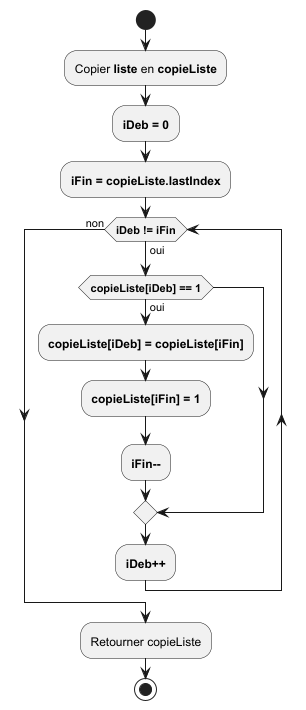 Copier liste en copieListe
iDeb = 0
iFin = copieListe.lastIndex
non
iDeb != iFin
oui
copieListe[iDeb] == 1
oui
copieListe[iDeb] = copieListe[iFin]
copieListe[iFin] = 1
iFin--
iDeb++
Retourner copieListe